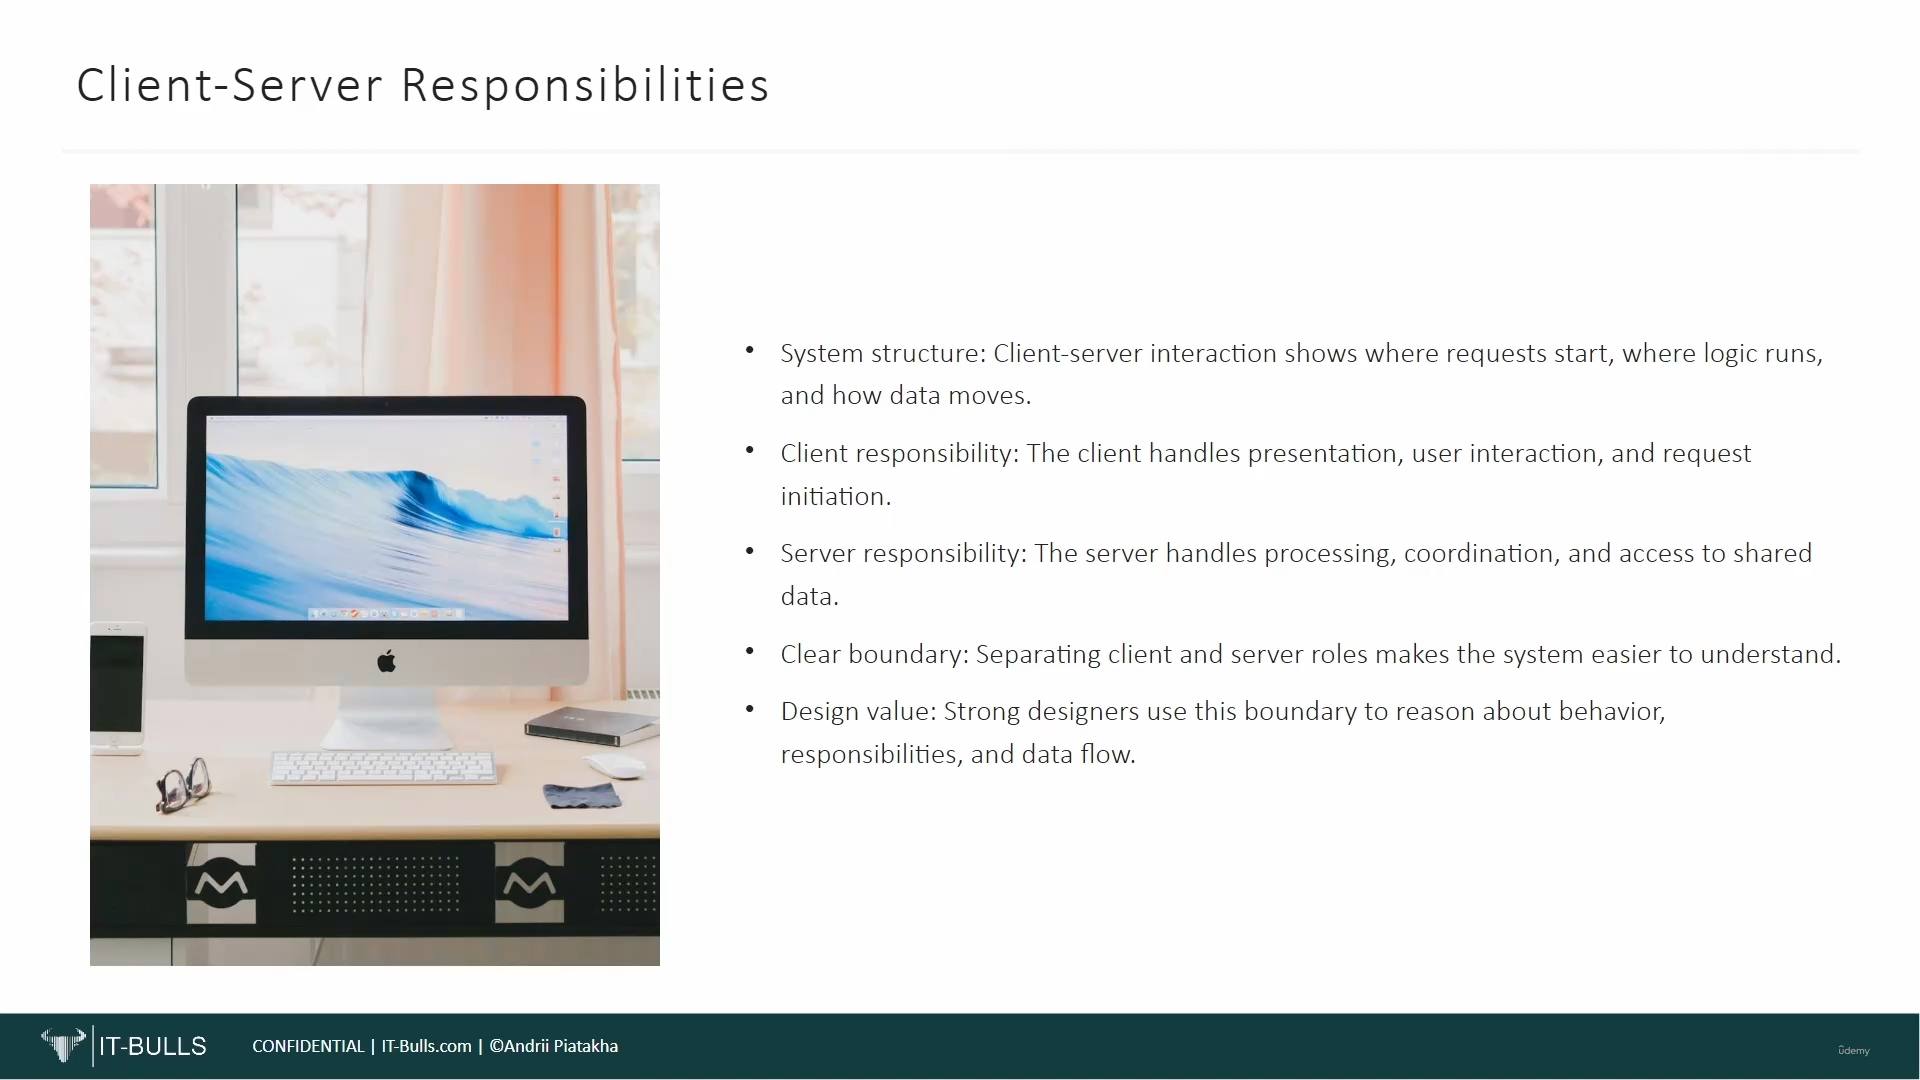 Client-Server Responsibilities
• System structure: Client-server interaction shows where requests start, where logic runs,
and how data moves.
• Client responsibility: The client handles presentation, user interaction, and request
initiation.
• Server responsibility: The server handles processing, coordination, and access to shared
data.
• Clear boundary: Separating client and server roles makes the system easier to understand.
• Design value: Strong designers use this boundary to reason about behavior,
responsibilities, and data flow.
IT-BULLS
CONFIDENTIAL | IT-Bulls.com | ©Andrii Piatakha
udemy